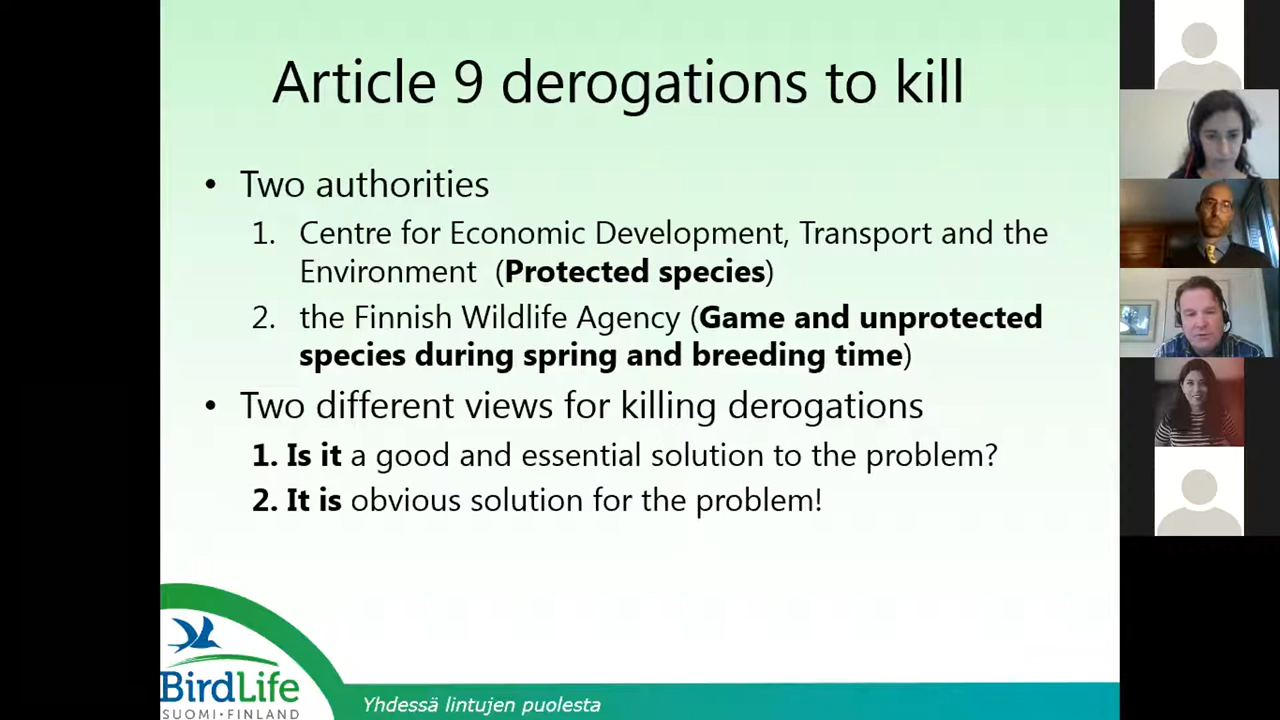 Article 9 derogations to kill
• Two authorities
1. Centre for Economic Development, Transport and the
Environment (Protected species)
2. the Finnish Wildlife Agency (Game and unprotected
species during spring and breeding time)
• Two different views for killing derogations
1. Is it a good and essential solution to the problem?
2. It is obvious solution for the problem!
BirdLife
SUOMI•FINLAND
Yhdessä lintujen puolesta